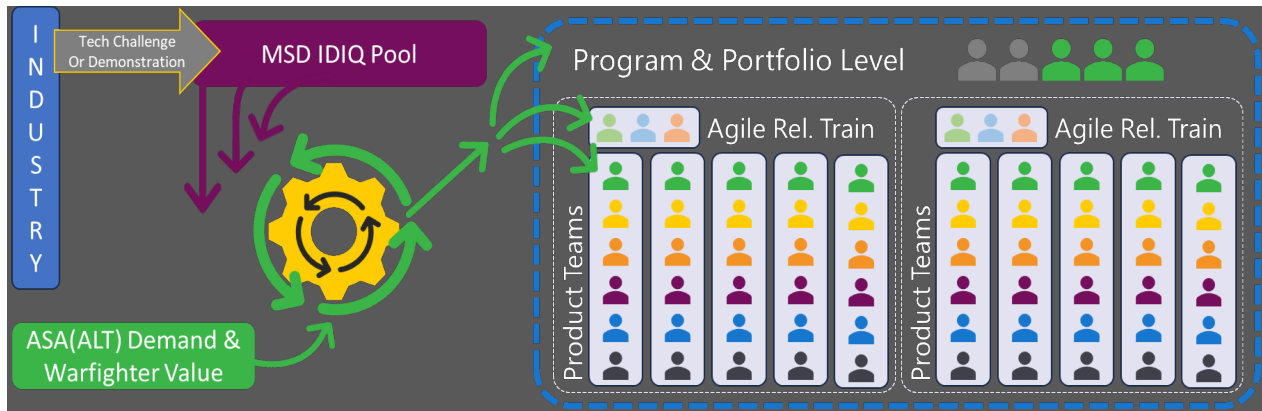 INDUSTRY
Tech Challenge
Or Demonstration
MSD IDIQ Pool
ASA(ALT) Demand &
Warfighter Value
Program & Portfolio Level
Agile Rel. Train
Product Teams
Agile Rel. Train
Product Teams